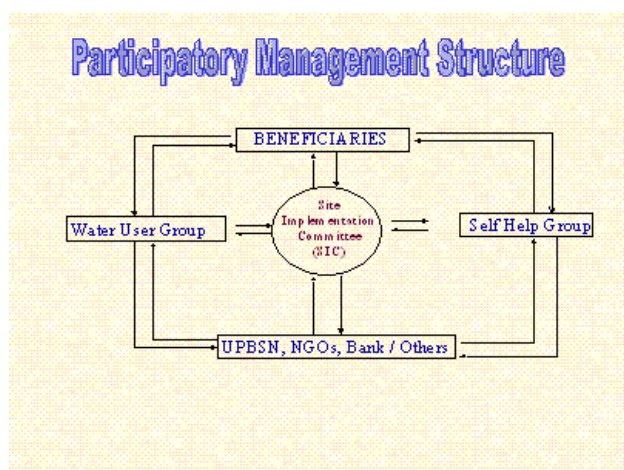 Participatory Management Structure
BENEFICIARIES
Site
Implementation
Committee
(SIC)
Water User Group
Self Help Group
UPBSN, NGOs, Bank / Others